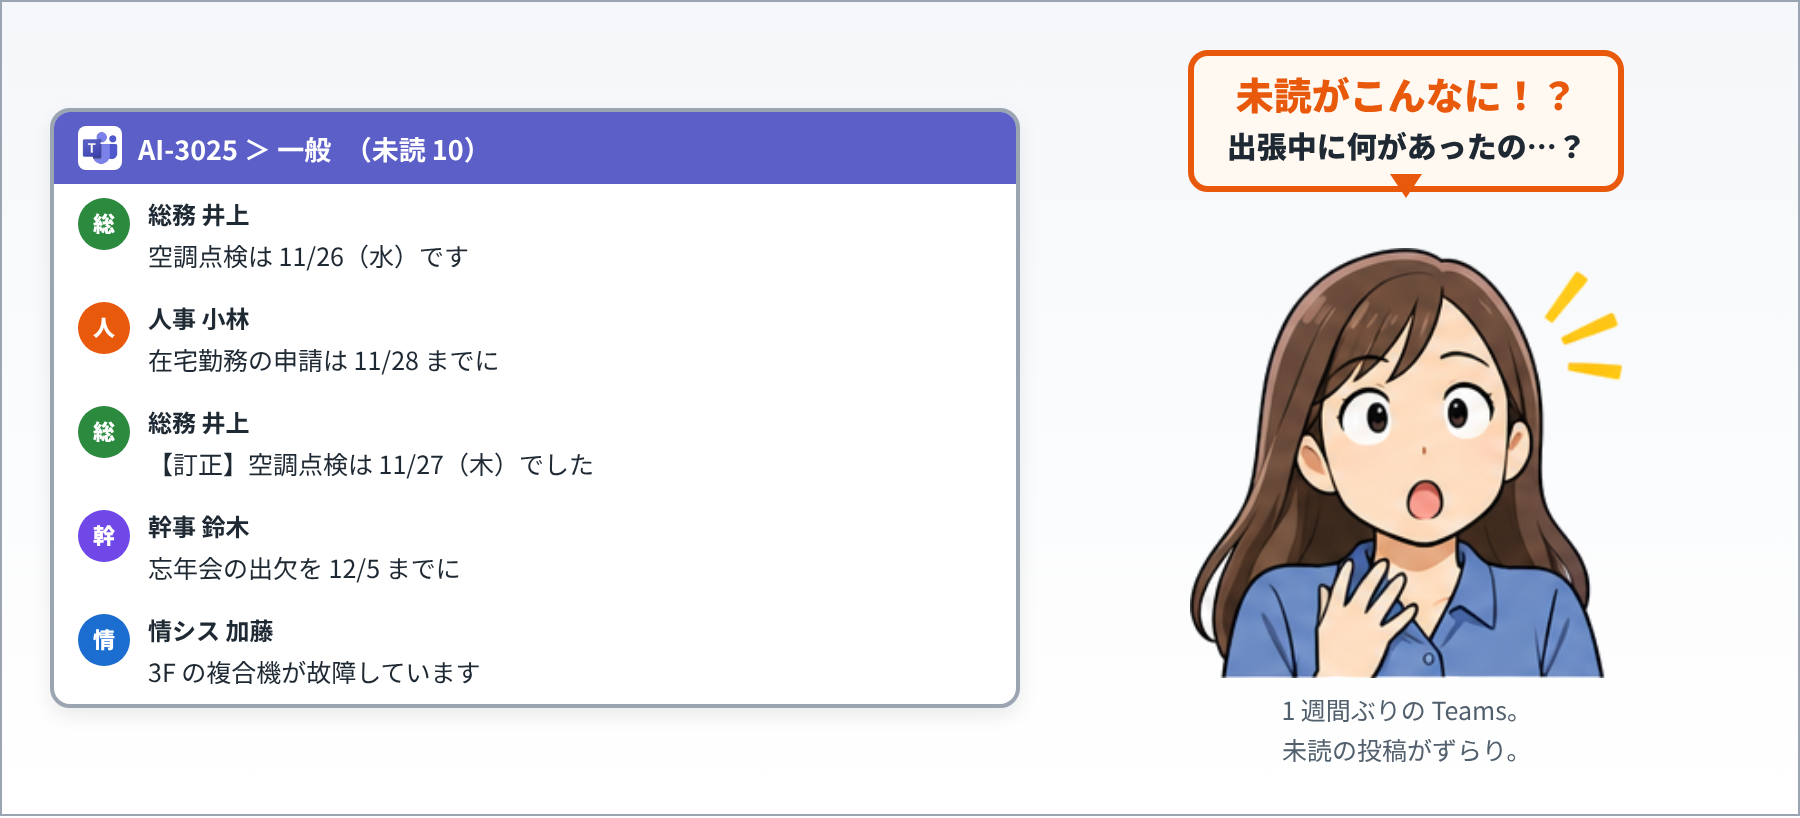 未読がこんなに！？
出張中に何があったの…？
T
AI-3025 ＞ 一般 （未読 10）
総
総務 井上
空調点検は 11/26（水）です
人
人事 小林
在宅勤務の申請は 11/28 までに
総
総務 井上
【訂正】空調点検は 11/27（木）でした
幹
幹事 鈴木
忘年会の出欠を 12/5 までに
情
情シス 加藤
3F の複合機が故障しています
1 週間ぶりの Teams。
未読の投稿がずらり。